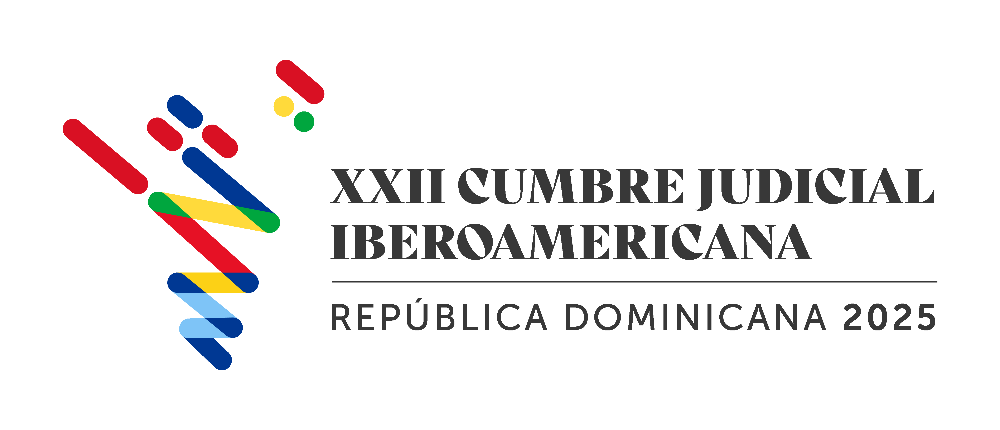 XXII CUMBRE JUDICIAL
IBEROAMERICANA
REPÚBLICA DOMINICANA 2025